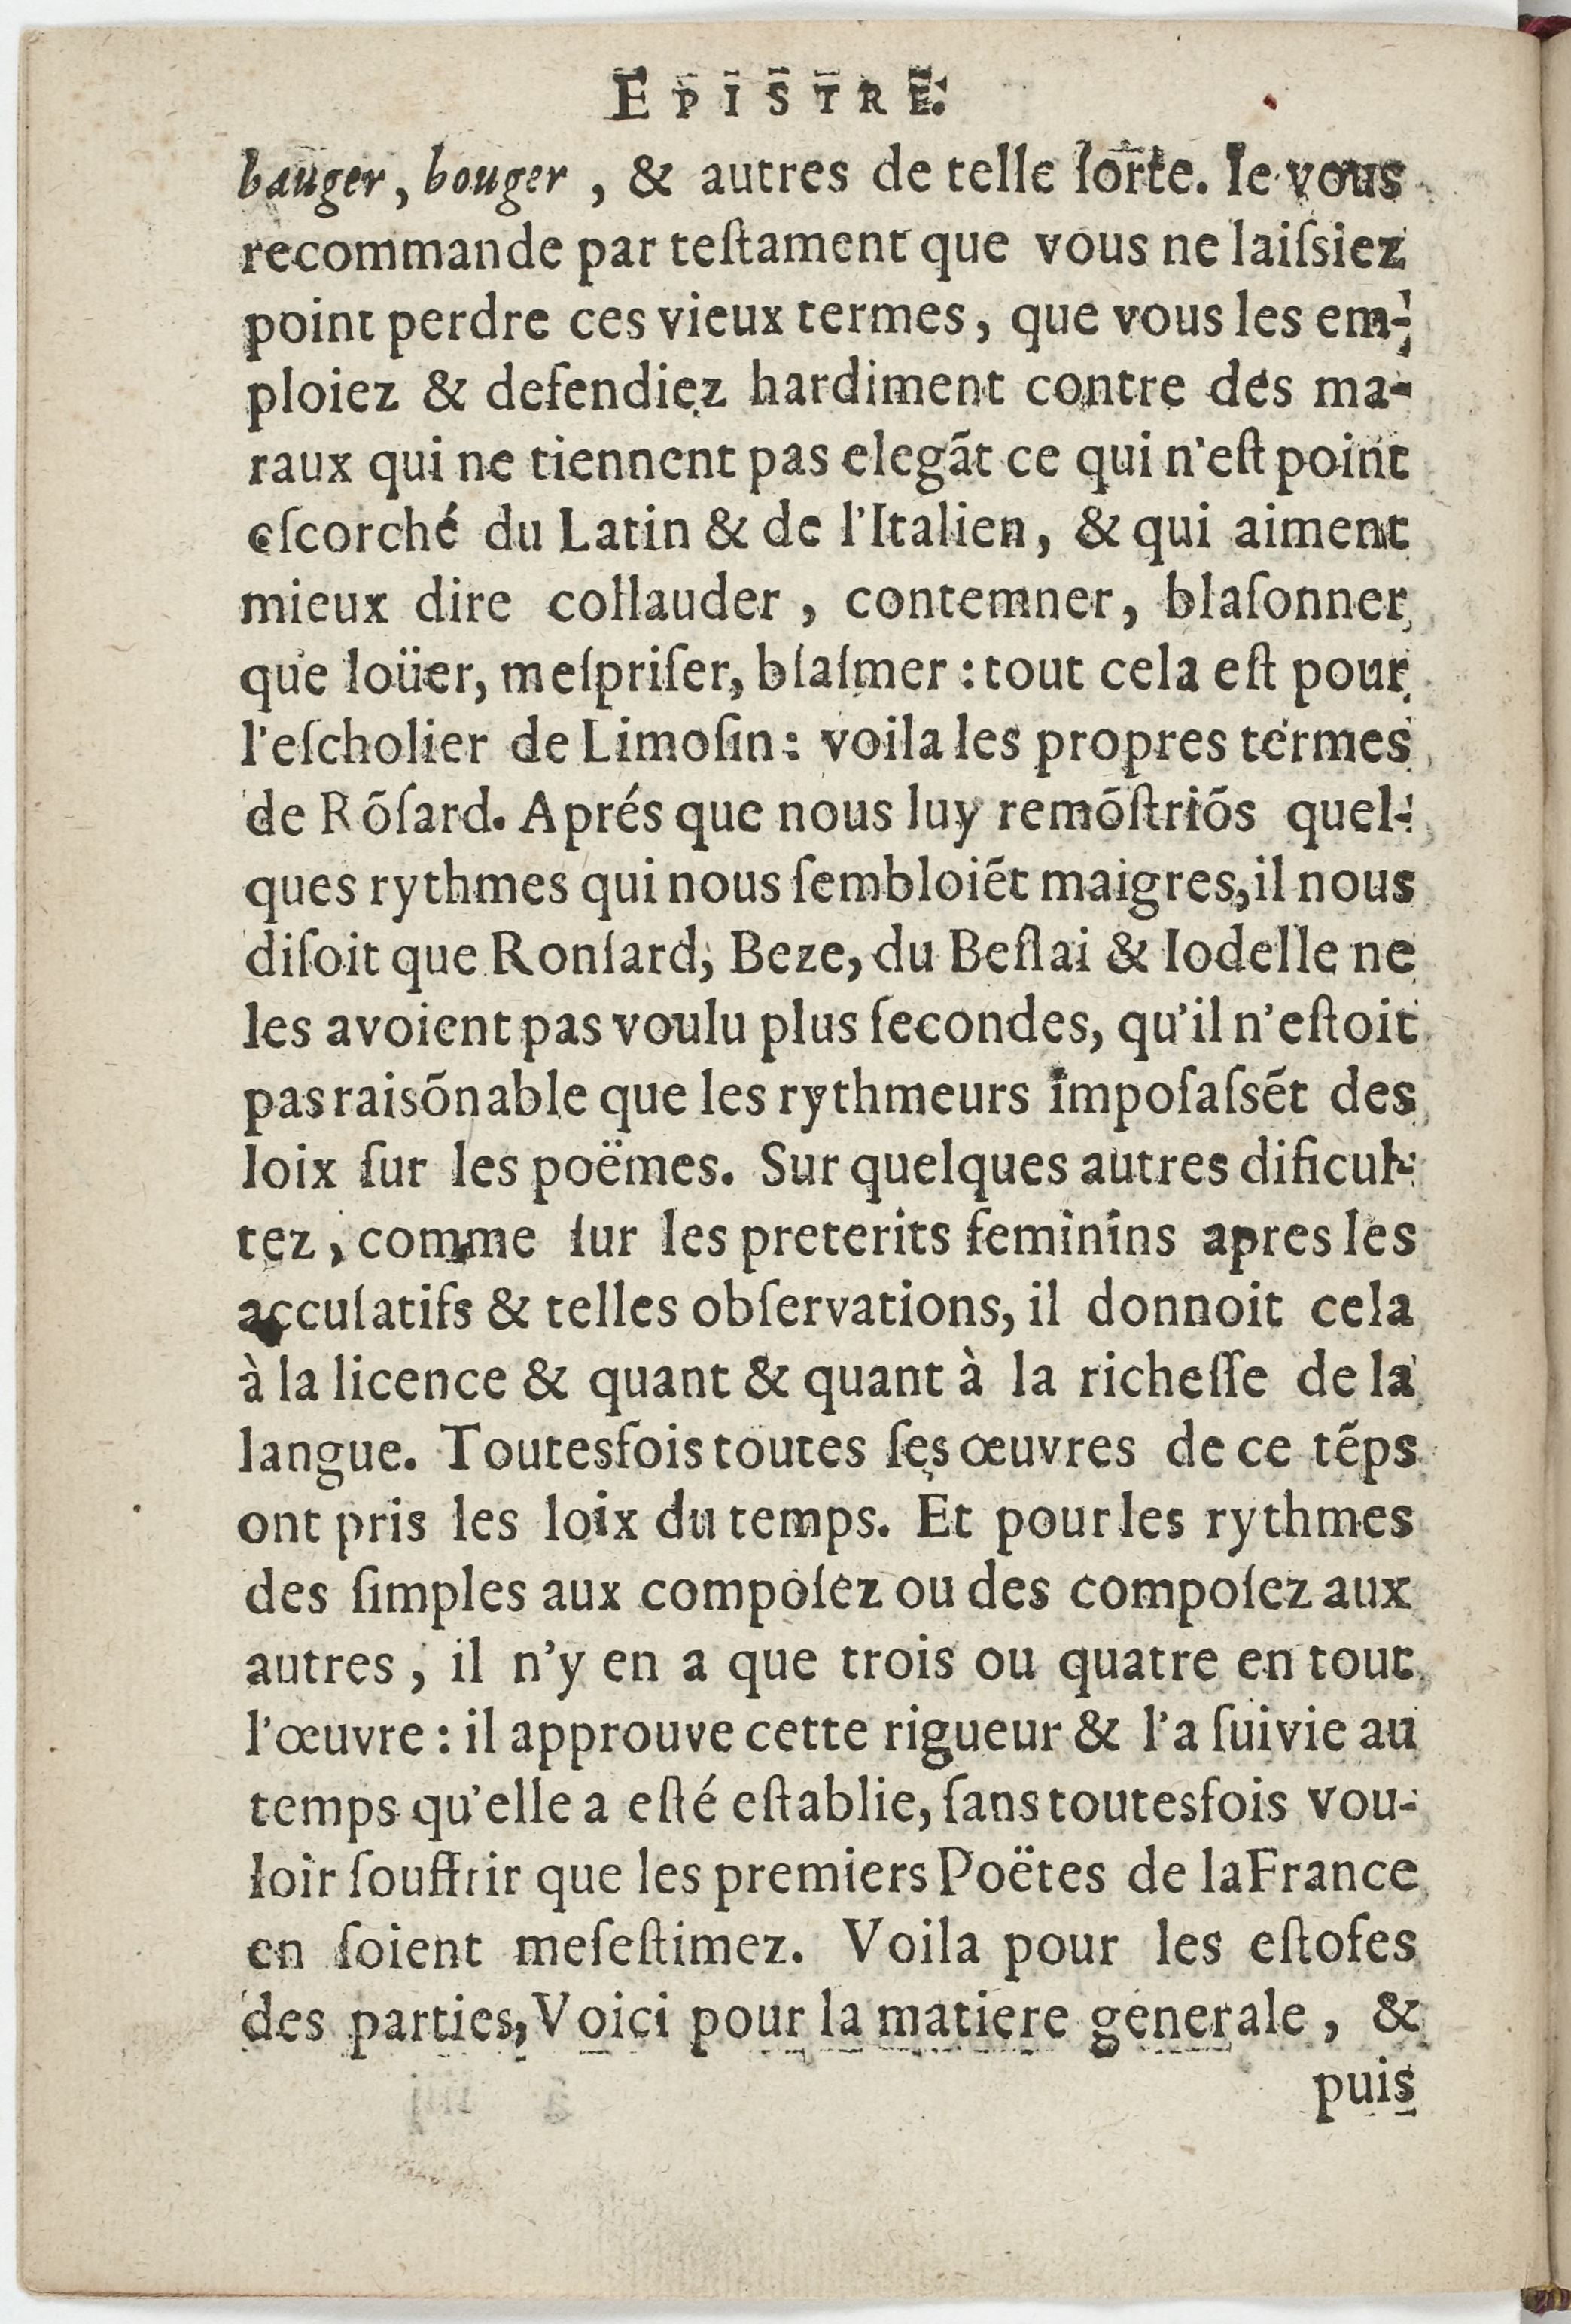 EPISTRE.
bauger, bouger, & autres de telle ſorte. Ie vous
recommande par teſtament que vous ne laiſsiez
point perdre ces vieux termes, que vous les em-
ploiez & defendiez hardiment contre des ma-
raux qui ne tiennent pas elegãt ce qui n'eſt point
eſcorché du Latin & de l'Italien, & qui aiment
mieux dire collauder, contemner, blaſonner
que loüer, meſpriſer, blaſmer : tout cela eſt pour
l'eſcholier de Limoſin : voila les propres termes
de Rõſard. Aprés que nous luy remõſtriõs quel-
ques rythmes qui nous ſembloiẽt maigres, il nous
diſoit que Ronſard, Beze, du Beſlai & Iodelle ne
les avoient pas voulu plus ſecondes, qu'il n'eſtoit
pas raisõnable que les rythmeurs impoſaſsẽt des
loix ſur les poëmes. Sur quelques autres dificul-
tez, comme ſur les preterits feminins apres les
accuſatifs & telles obſervations, il donnoit cela
à la licence & quant & quant à la richeſſe de la
langue. Toutesfois toutes ſes œuvres de ce tẽps
ont pris les loix du temps. Et pour les rythmes
des ſimples aux compoſez ou des compoſez aux
autres, il n'y en a que trois ou quatre en tout
l'œuvre : il approuve cette rigueur & l'a ſuivie au
temps qu'elle a eſté eſtablie, ſans toutesfois vou-
loir ſouffrir que les premiers Poëtes de la France
en ſoient meſeſtimez. Voila pour les eſtofes
des parties, Voici pour la matiere generale, &
puis